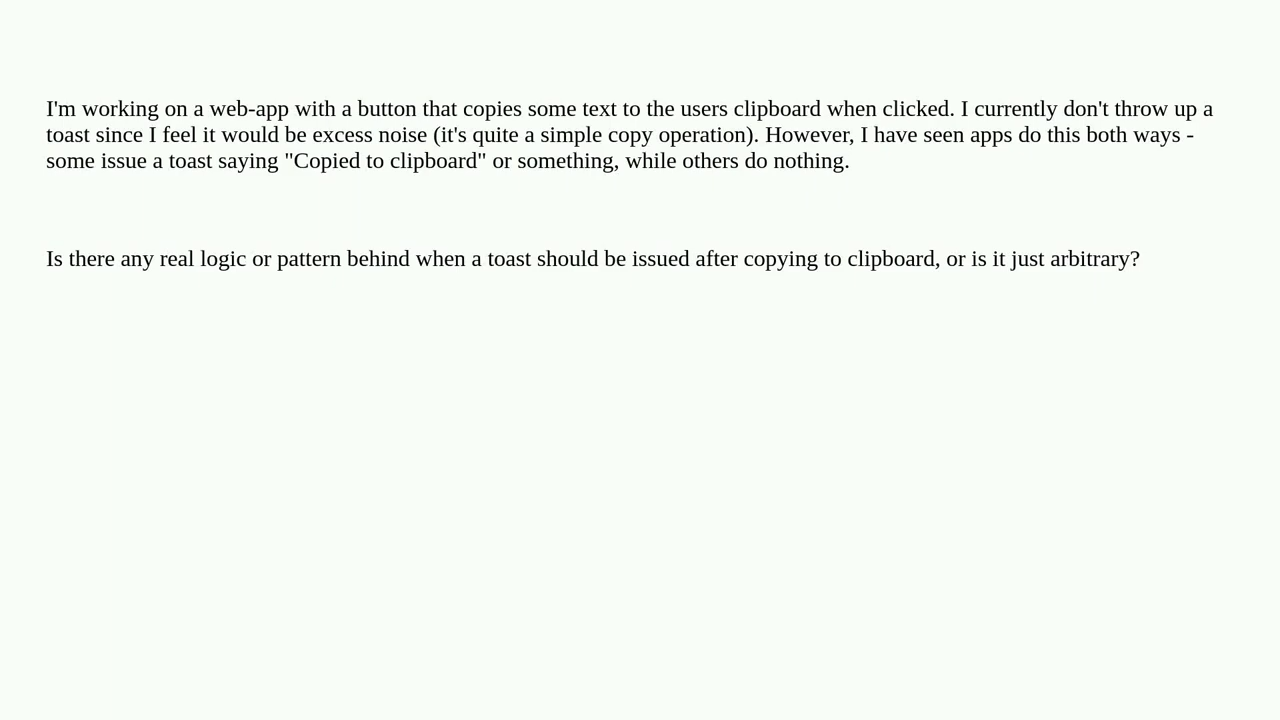 I'm working on a web-app with a button that copies some text to the users clipboard when clicked. I currently don't throw up a
toast since I feel it would be excess noise (it's quite a simple copy operation). However, I have seen apps do this both ways -
some issue a toast saying "Copied to clipboard" or something, while others do nothing.
Is there any real logic or pattern behind when a toast should be issued after copying to clipboard, or is it just arbitrary?